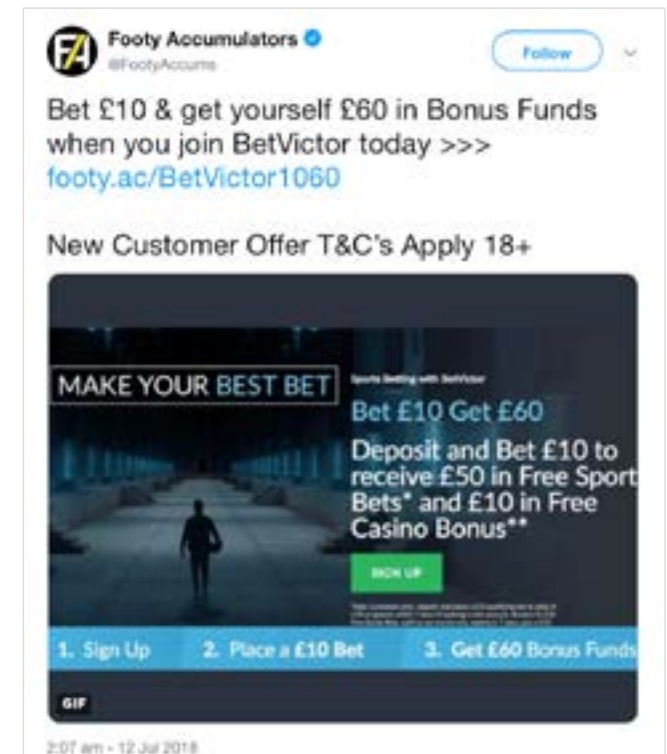 Footy Accumulators
@FootyAccums
Follow
Bet £10 & get yourself £60 in Bonus Funds
when you join BetVictor today >>>
footy.ac/BetVictor1060
New Customer Offer T&C's Apply 18+
MAKE YOUR BEST BET
Sports Betting with BetVictor
Bet £10 Get £60
Deposit and Bet £10 to
receive £50 in Free Sport
Bets* and £10 in Free
Casino Bonus**
SIGN UP
1. Sign Up 2. Place a £10 Bet 3. Get £60 Bonus Funds
GIF
2:07 am - 12 Jul 2018